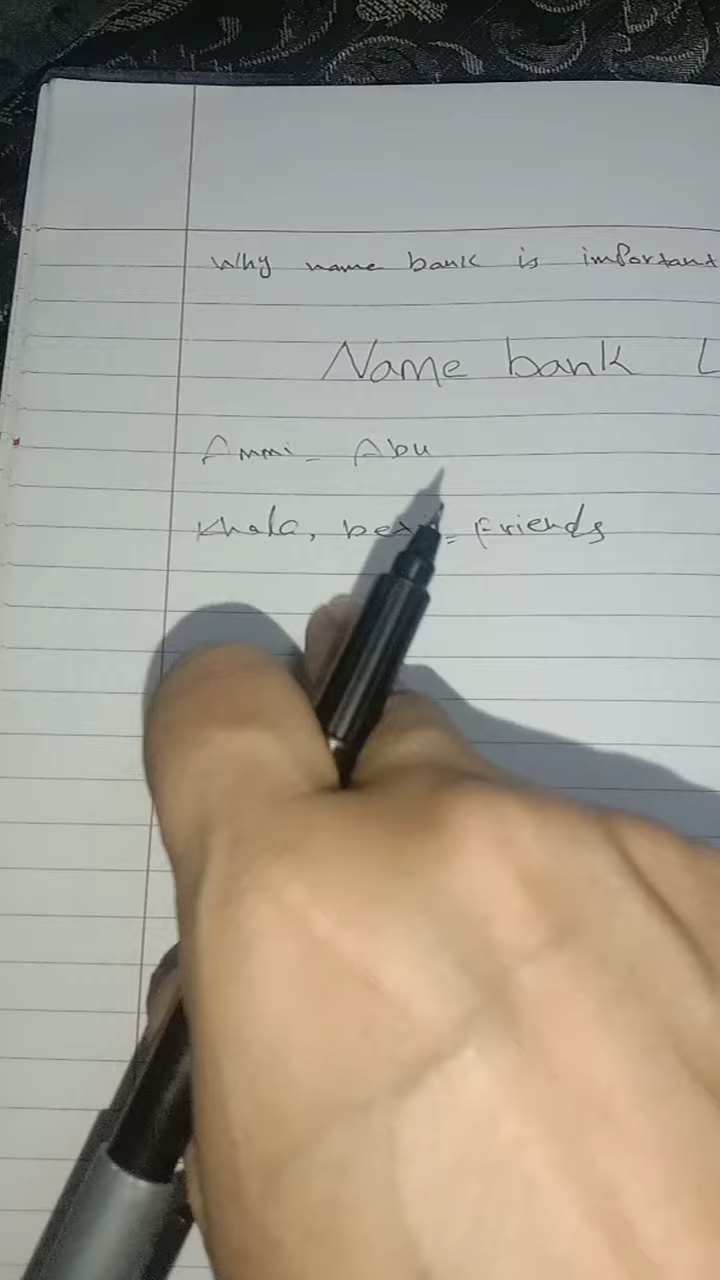 Why name bank is important
Name bank L
Ammi - Abu
Khala, = friends